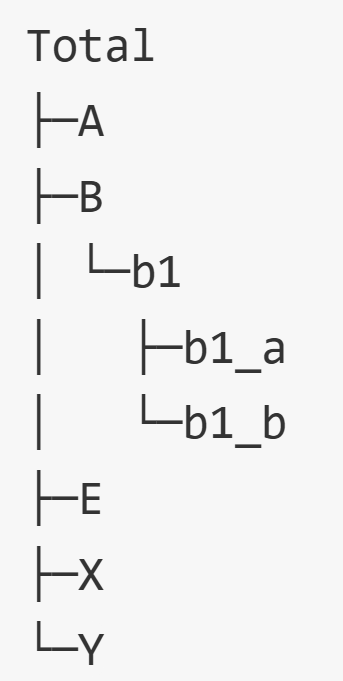 Total
├─A
├─B
│ └─b1
│   ├─b1_a
│   └─b1_b
├─E
├─X
└─Y